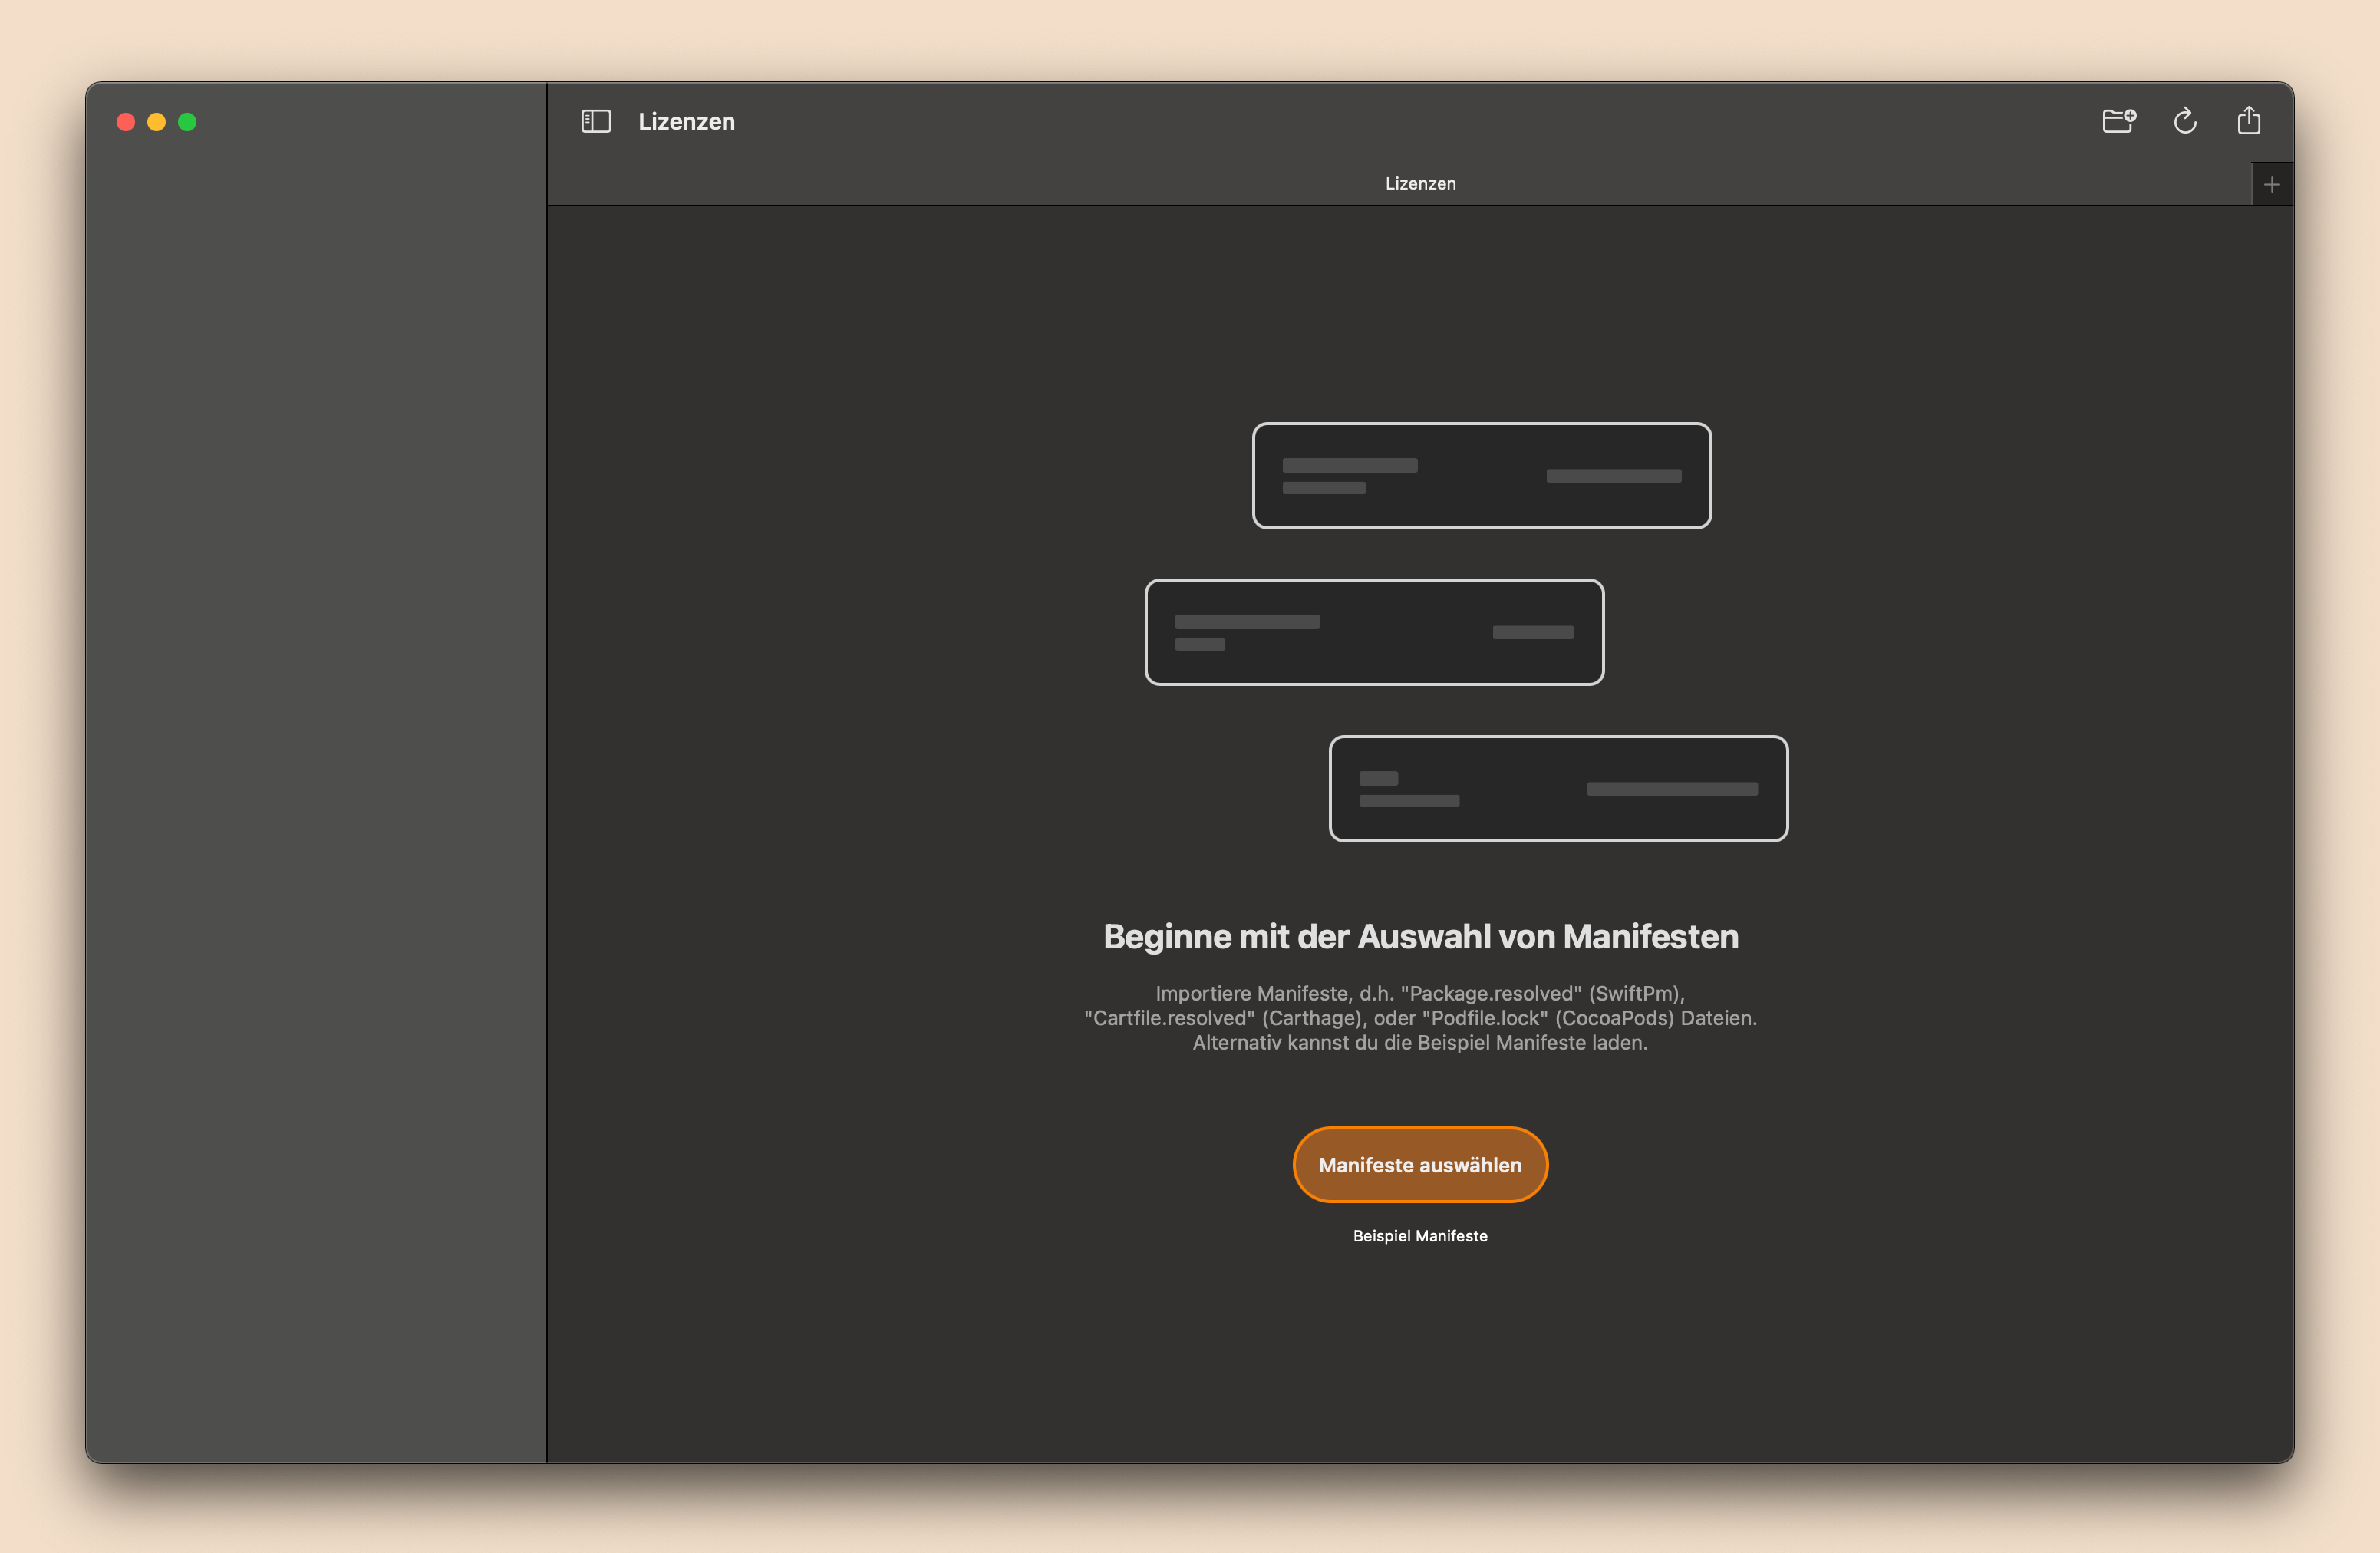 Lizenzen
Lizenzen
Beginne mit der Auswahl von Manifesten
Importiere Manifeste, d.h. "Package.resolved" (SwiftPm),
"Cartfile.resolved" (Carthage), oder "Podfile.lock" (CocoaPods) Dateien.
Alternativ kannst du die Beispiel Manifeste laden.
Manifeste auswählen
Beispiel Manifeste